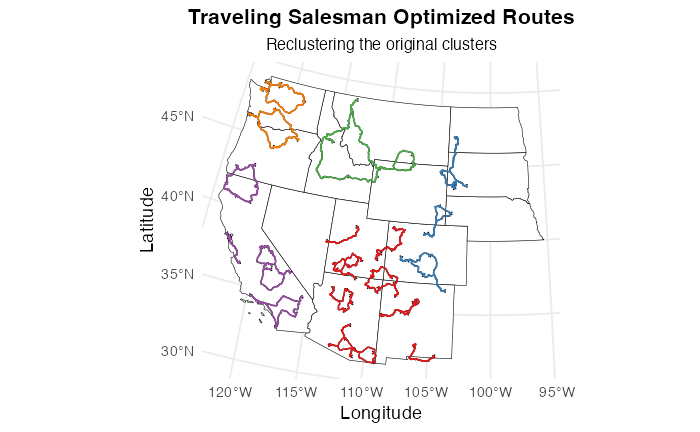 Traveling Salesman Optimized Routes
Reclustering the original clusters
45°N
40°N
35°N
30°N
Latitude
120°W 115°W 110°W 105°W 100°W 95°W
Longitude